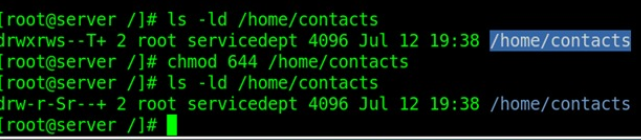 [root@server /]# ls -ld /home/contacts
drwxrws--T+ 2 root servicedept 4096 Jul 12 19:38 /home/contacts
[root@server /]# chmod 644 /home/contacts
[root@server /]# ls -ld /home/contacts
drw-r-Sr--+ 2 root servicedept 4096 Jul 12 19:38 /home/contacts
[root@server /]#